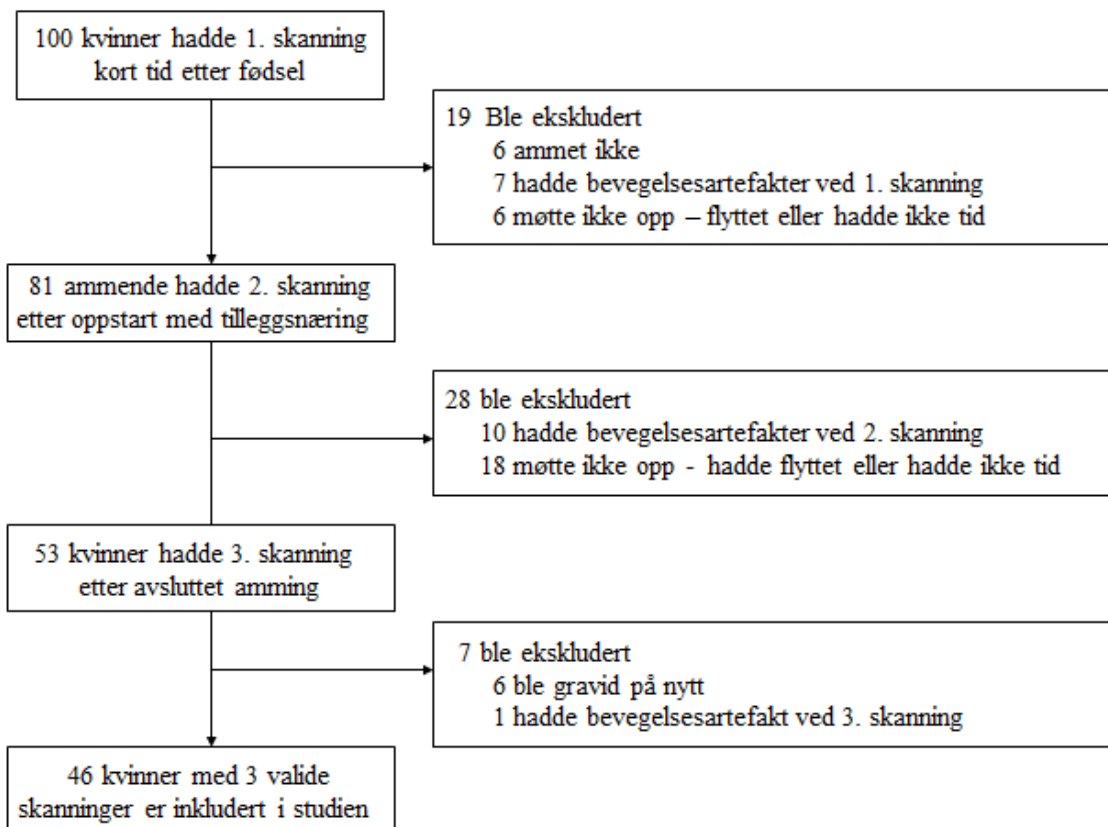 100 kvinner hadde 1. skanning
kort tid etter fødsel
19 Ble ekskludert
6 ammet ikke
7 hadde bevegelsesartefakter ved 1. skanning
6 møtte ikke opp – flyttet eller hadde ikke tid
81 ammende hadde 2. skanning
etter oppstart med tilleggsnæring
28 ble ekskludert
10 hadde bevegelsesartefakter ved 2. skanning
18 møtte ikke opp - hadde flyttet eller hadde ikke tid
53 kvinner hadde 3. skanning
etter avsluttet amming
7 ble ekskludert
6 ble gravid på nytt
1 hadde bevegelsesartefakt ved 3. skanning
46 kvinner med 3 valide
skanninger er inkludert i studien